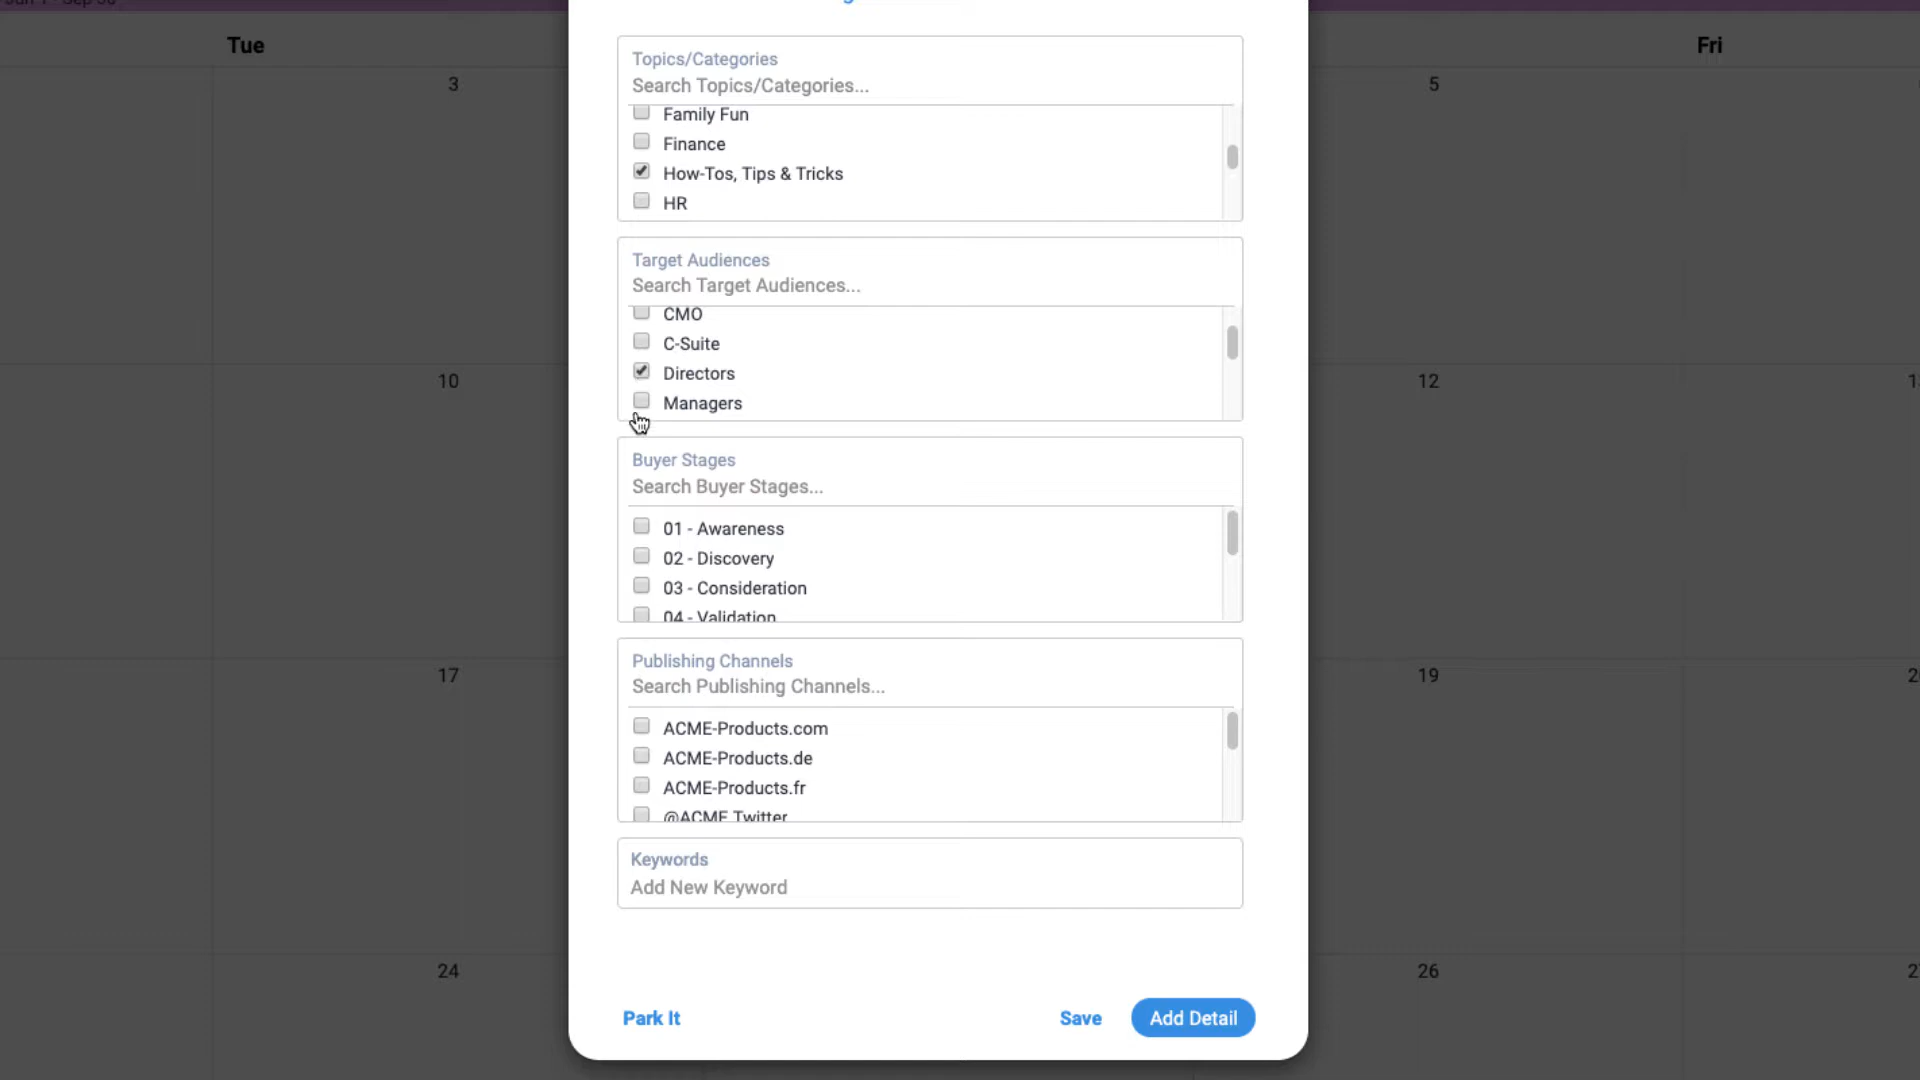 Tue
Fri
3
5
10
12
17
19
24
26
Topics/Categories
Search Topics/Categories...
Family Fun
Finance
How-Tos, Tips & Tricks
HR
Target Audiences
Search Target Audiences...
CMO
C-Suite
Directors
Managers
Buyer Stages
Search Buyer Stages...
01 - Awareness
02 - Discovery
03 - Consideration
04 - Validation
Publishing Channels
Search Publishing Channels...
ACME-Products.com
ACME-Products.de
ACME-Products.fr
@ACME Twitter
Keywords
Add New Keyword
Park It
Save
Add Detail